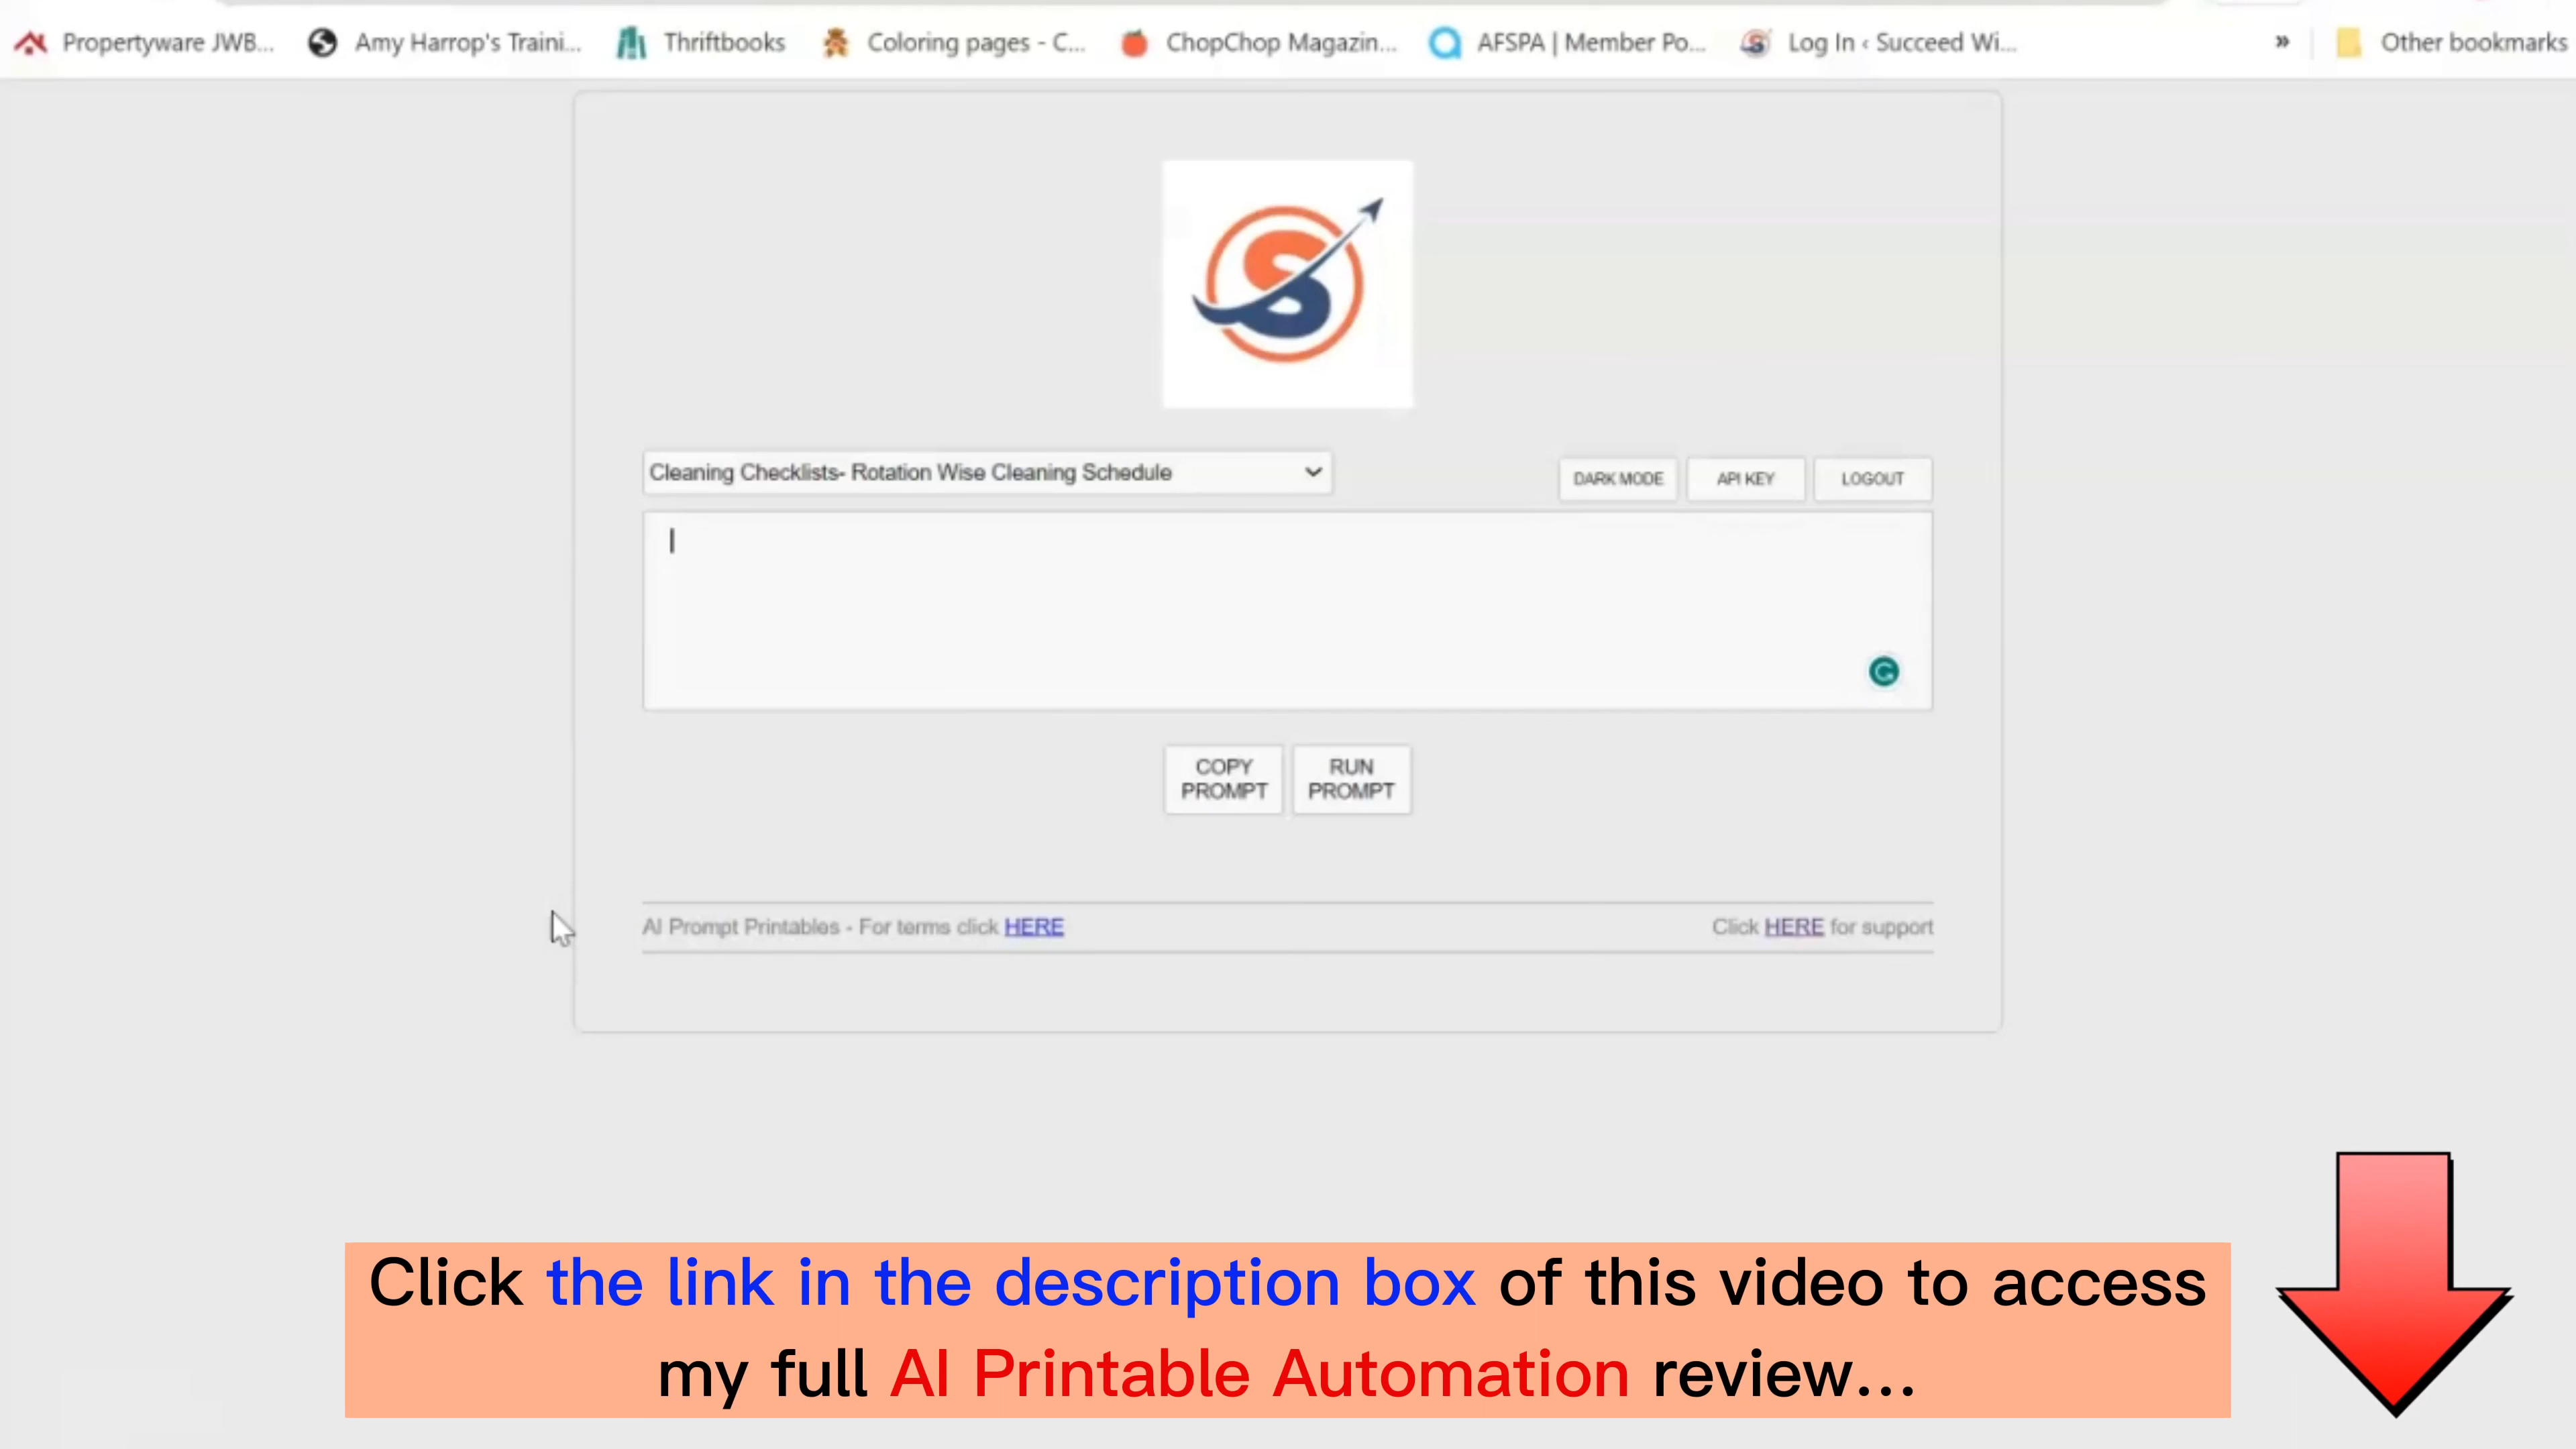 Propertyware JWB...
Amy Harrop's Traini...
Thriftbooks
Coloring pages - C...
ChopChop Magazin...
AFSPA | Member Po...
Log In ‹ Succeed Wi...
»
Other bookmarks
Cleaning Checklists- Rotation Wise Cleaning Schedule
DARK MODE
API KEY
LOGOUT
COPY
PROMPT
RUN
PROMPT
AI Prompt Printables - For terms click HERE
Click HERE for support
Click the link in the description box of this video to access
my full AI Printable Automation review...